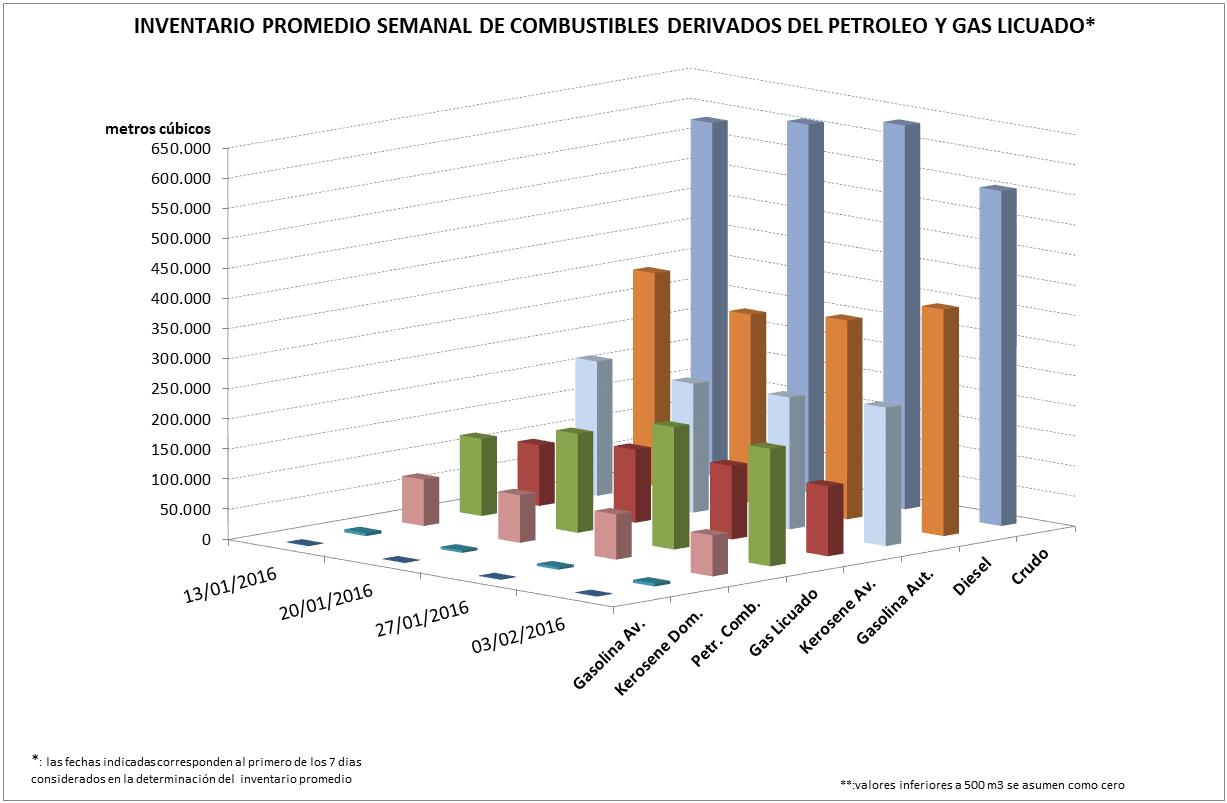 INVENTARIO PROMEDIO SEMANAL DE COMBUSTIBLES DERIVADOS DEL PETROLEO Y GAS LICUADO*
metros cúbicos
650.000
600.000
550.000
500.000
450.000
400.000
350.000
300.000
250.000
200.000
150.000
100.000
50.000
0
13/01/2016
20/01/2016
27/01/2016
03/02/2016
Gasolina Av.
Kerosene Dom.
Petr. Comb.
Gas Licuado
Kerosene Av.
Gasolina Aut.
Diesel
Crudo
*: las fechas indicadas corresponden al primero de los 7 dias
considerados en la determinación del inventario promedio
**:valores inferiores a 500 m3 se asumen como cero